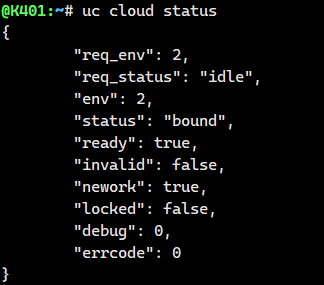 @K401:~# uc cloud status
{
        "req_env": 2,
        "req_status": "idle",
        "env": 2,
        "status": "bound",
        "ready": true,
        "invalid": false,
        "nework": true,
        "locked": false,
        "debug": 0,
        "errcode": 0
}